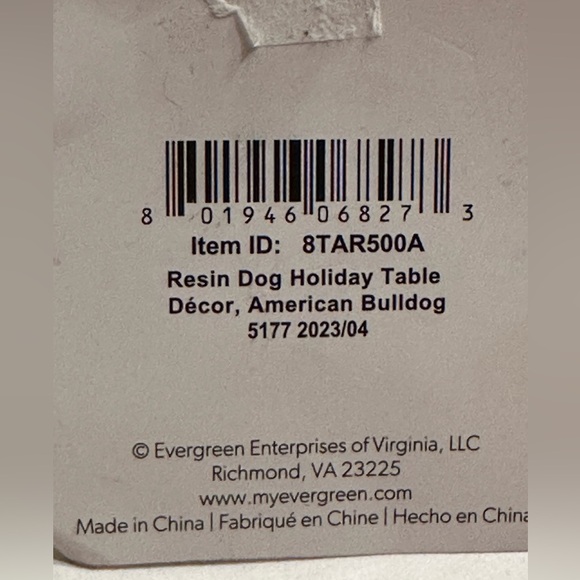 8 01946 06827 3
Item ID: 8TAR500A
Resin Dog Holiday Table
Décor, American Bulldog
5177 2023/04
© Evergreen Enterprises of Virginia, LLC
Richmond, VA 23225
www.myevergreen.com
Made in China | Fabriqué en Chine | Hecho en China